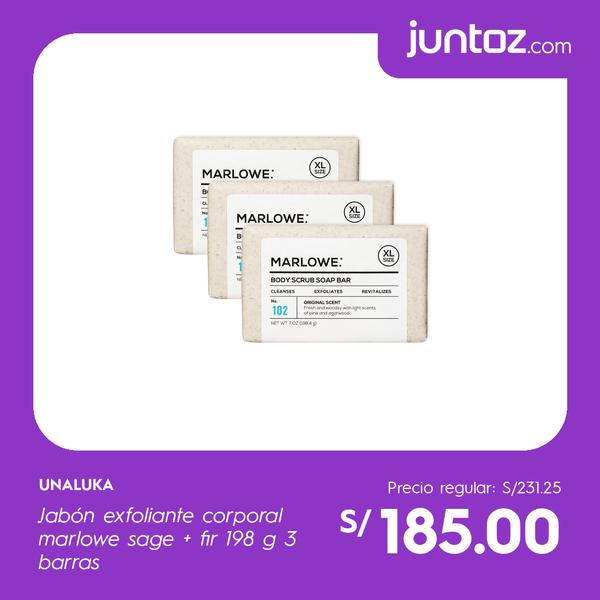 juntoz.com
MARLOWE.
XL
SIZE
MARLOWE.
XL
SIZE
MARLOWE.
XL
SIZE
BODY SCRUB SOAP BAR
CLEANSES EXFOLIATES REVITALIZES
No.
102
ORIGINAL SCENT
Fresh and woodsy with light scents
of pine and agarwood
NET WT 7 OZ (198.4 g)
UNALUKA
Jabón exfoliante corporal
marlowe sage + fir 198 g 3
barras
Precio regular: S/231.25
S/185.00